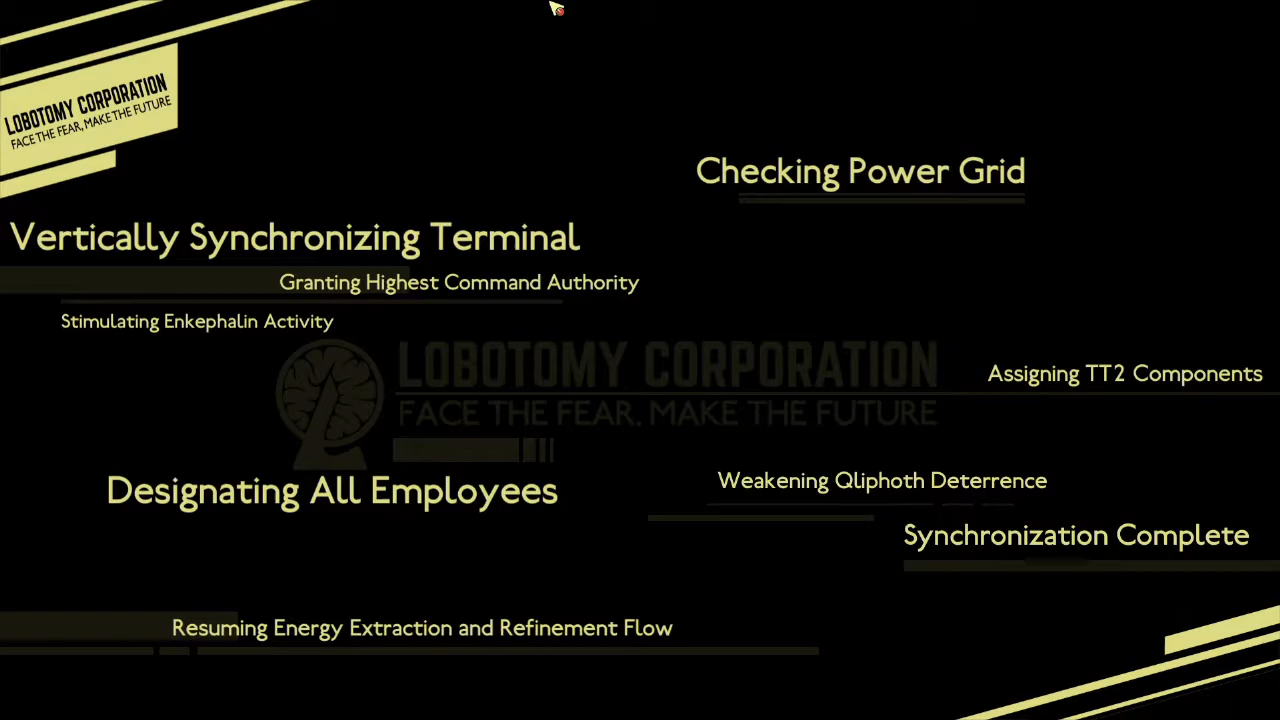 LOBOTOMY CORPORATION
FACE THE FEAR, MAKE THE FUTURE
Checking Power Grid
Vertically Synchronizing Terminal
Granting Highest Command Authority
Stimulating Enkephalin Activity
LOBOTOMY CORPORATION
FACE THE FEAR. MAKE THE FUTURE
Assigning TT2 Components
Designating All Employees
Weakening Qliphoth Deterrence
Synchronization Complete
Resuming Energy Extraction and Refinement Flow